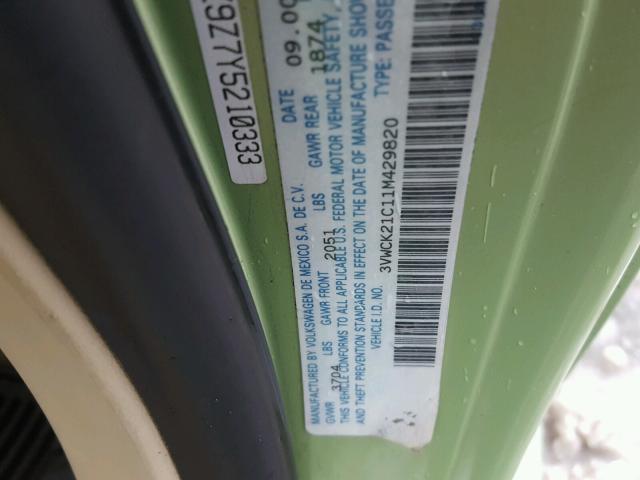 Z9Z7Y5210333
MANUFACTURED BY VOLKSWAGEN DE MEXICO S.A. DE C.V. DATE 09.00
GVWR 3704 LBS GAWR FRONT 2051 LBS GAWR REAR 1874
THIS VEHICLE CONFORMS TO ALL APPLICABLE U.S. FEDERAL MOTOR VEHICLE SAFETY,
AND THEFT PREVENTION STANDARDS IN EFFECT ON THE DATE OF MANUFACTURE SHOW
VEHICLE I.D. NO. 3VWCK21C11M429820 TYPE: PASSE